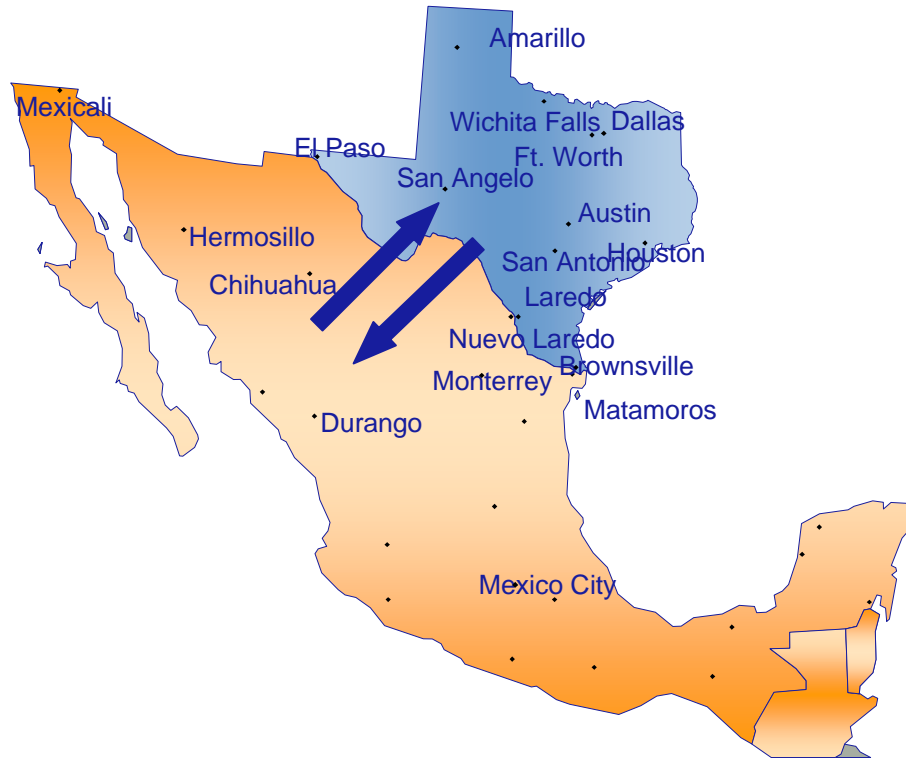 Amarillo
Mexicali
Wichita Falls
Dallas
El Paso
Ft. Worth
San Angelo
Austin
Hermosillo
Houston
San Antonio
Chihuahua
Laredo
Nuevo Laredo
Brownsville
Monterrey
Matamoros
Durango
Mexico City